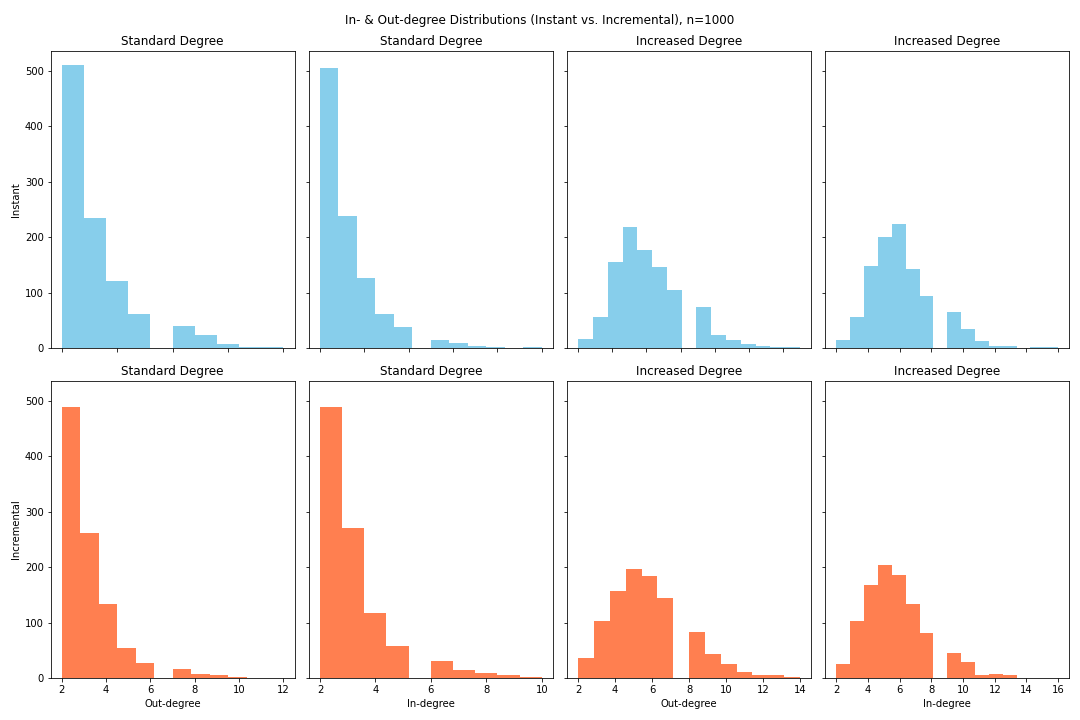 In- & Out-degree Distributions (Instant vs. Incremental), n=1000
Standard Degree
Standard Degree
Increased Degree
Increased Degree
500
400
300
200
100
0
Instant
Standard Degree
Standard Degree
Increased Degree
Increased Degree
500
400
300
200
100
0
Incremental
2 4 6 8 10 12
2 4 6 8 10
2 4 6 8 10 12 14
2 4 6 8 10 12 14 16
Out-degree
In-degree
Out-degree
In-degree